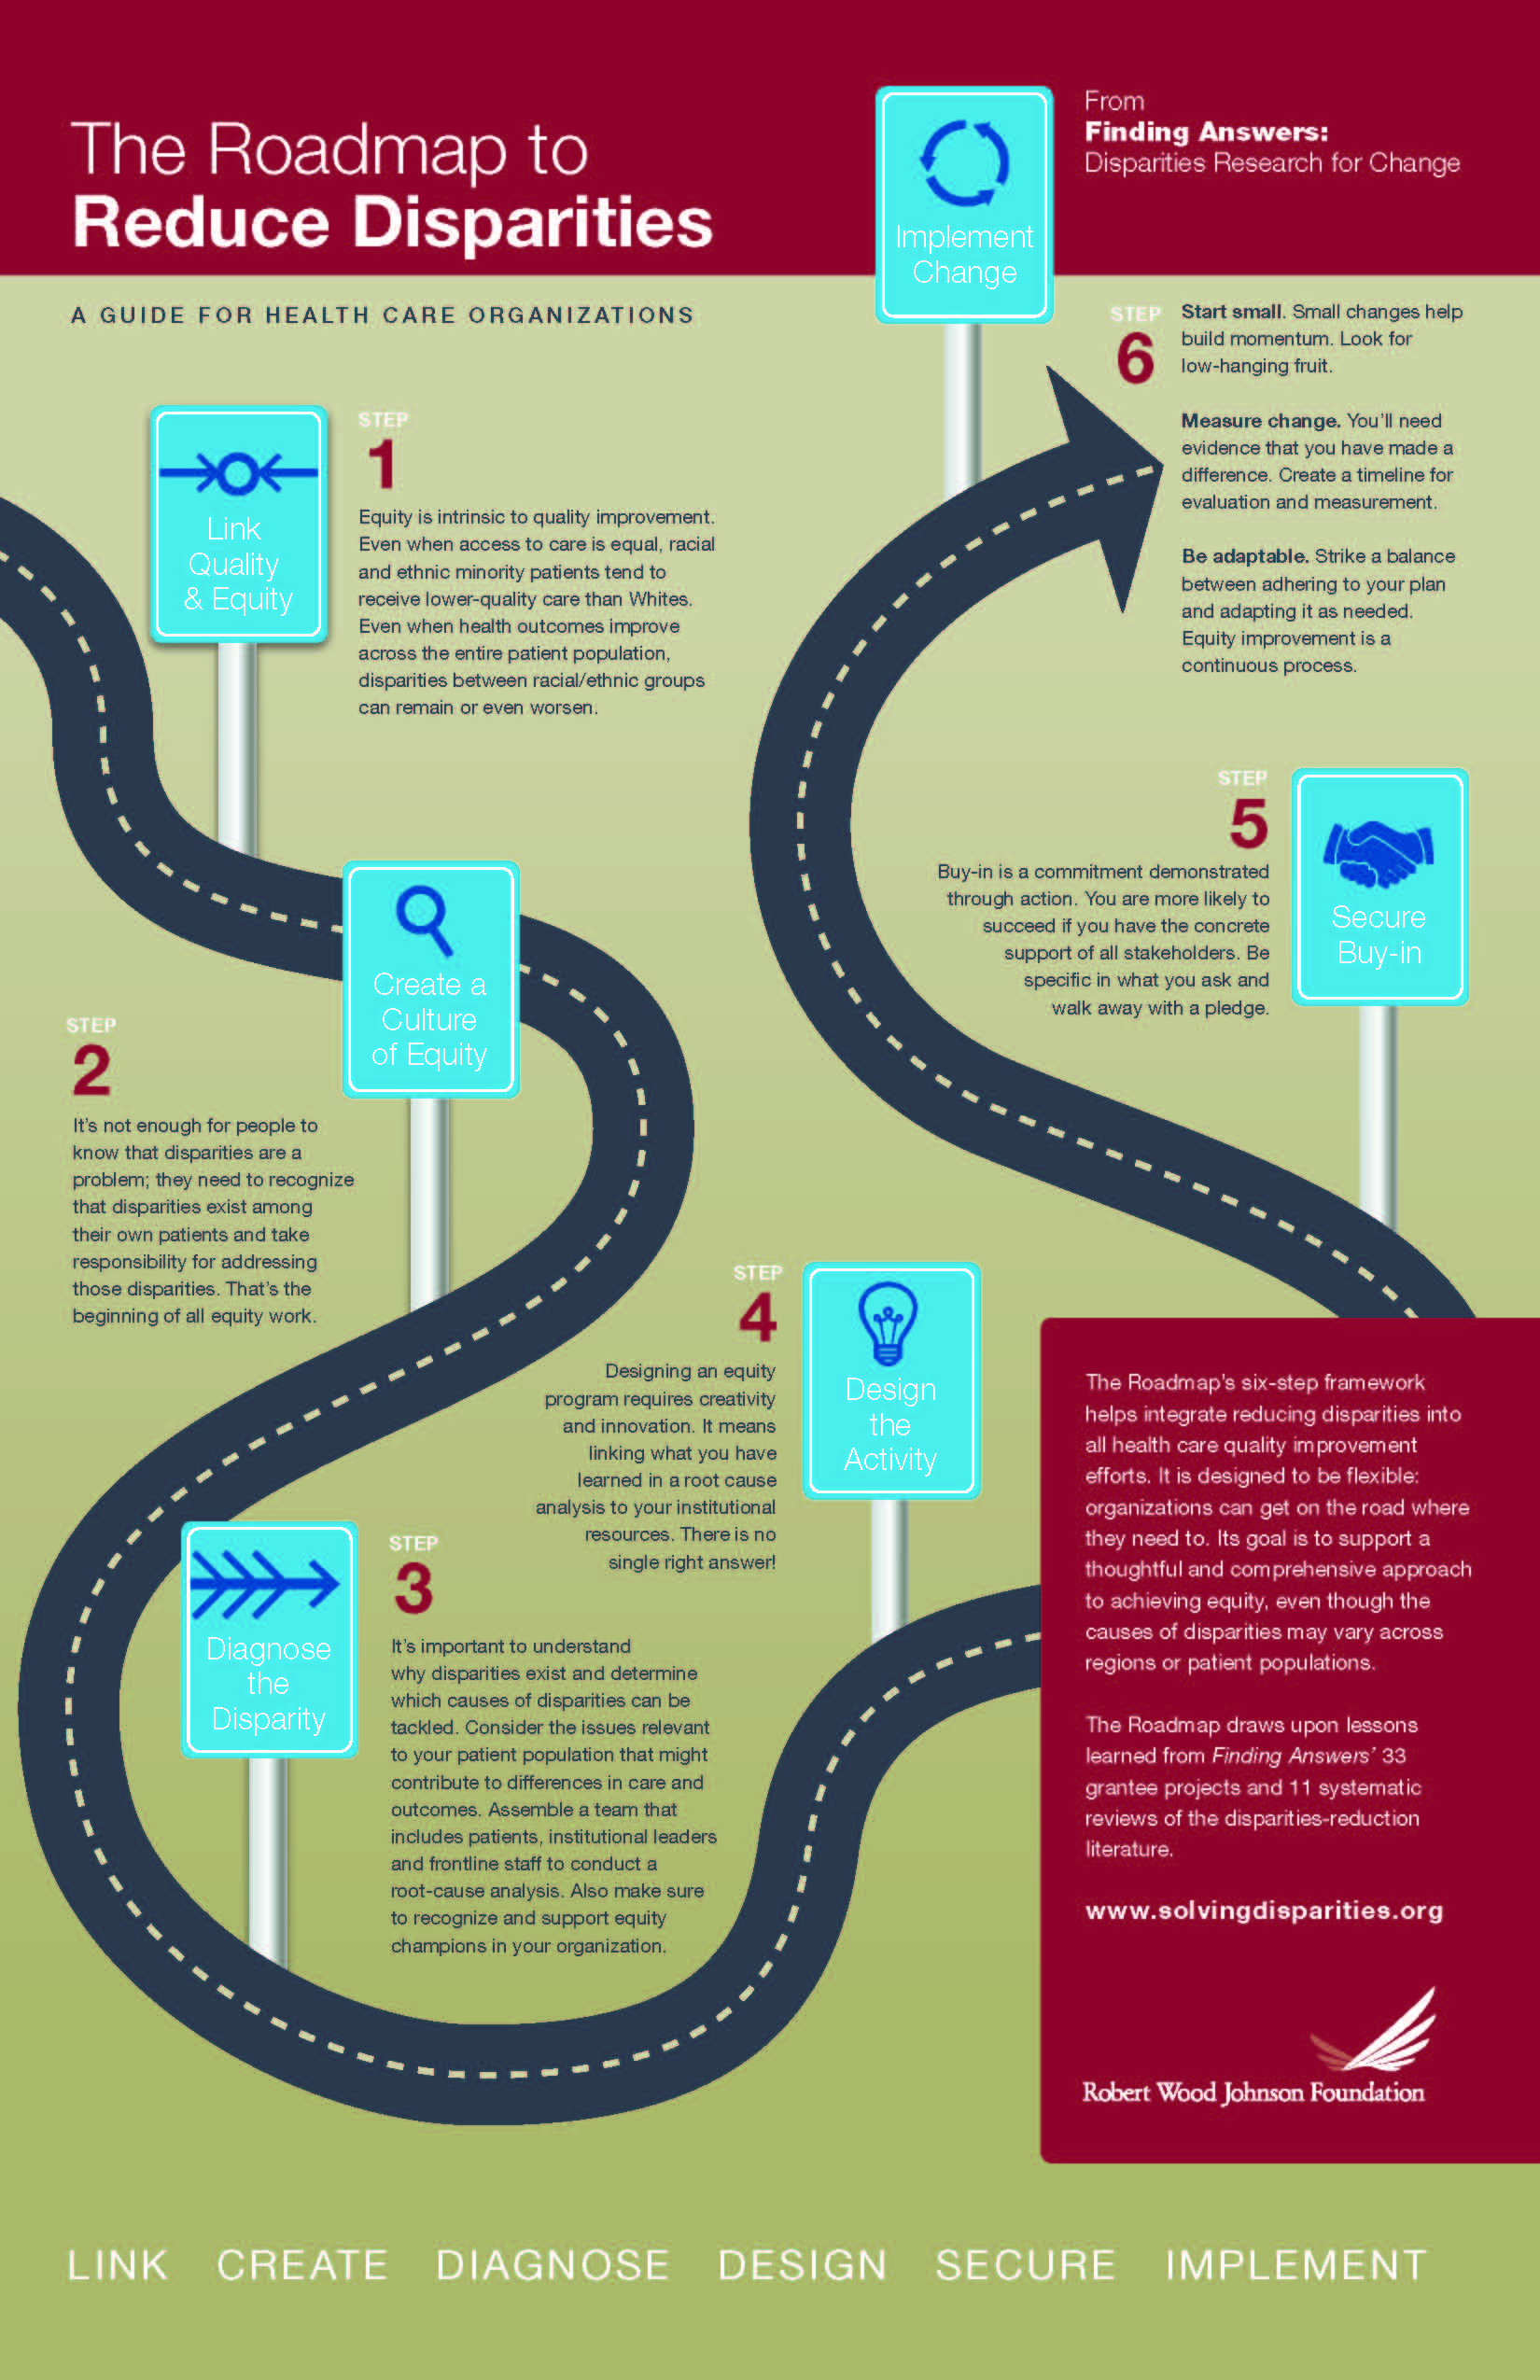 The Roadmap to
Reduce Disparities
From
Finding Answers:
Disparities Research for Change
A GUIDE FOR HEALTH CARE ORGANIZATIONS
Link
Quality
& Equity
STEP
1
Equity is intrinsic to quality improvement.
Even when access to care is equal, racial
and ethnic minority patients tend to
receive lower-quality care than Whites.
Even when health outcomes improve
across the entire patient population,
disparities between racial/ethnic groups
can remain or even worsen.
Create a
Culture
of Equity
STEP
2
It's not enough for people to
know that disparities are a
problem; they need to recognize
that disparities exist among
their own patients and take
responsibility for addressing
those disparities. That's the
beginning of all equity work.
Diagnose
the
Disparity
STEP
3
It's important to understand
why disparities exist and determine
which causes of disparities can be
tackled. Consider the issues relevant
to your patient population that might
contribute to differences in care and
outcomes. Assemble a team that
includes patients, institutional leaders
and frontline staff to conduct a
root-cause analysis. Also make sure
to recognize and support equity
champions in your organization.
STEP
4
Designing an equity
program requires creativity
and innovation. It means
linking what you have
learned in a root cause
analysis to your institutional
resources. There is no
single right answer!
Design
the
Activity
STEP
5
Buy-in is a commitment demonstrated
through action. You are more likely to
succeed if you have the concrete
support of all stakeholders. Be
specific in what you ask and
walk away with a pledge.
Secure
Buy-in
Implement
Change
STEP
6
Start small. Small changes help
build momentum. Look for
low-hanging fruit.
Measure change. You'll need
evidence that you have made a
difference. Create a timeline for
evaluation and measurement.
Be adaptable. Strike a balance
between adhering to your plan
and adapting it as needed.
Equity improvement is a
continuous process.
The Roadmap's six-step framework
helps integrate reducing disparities into
all health care quality improvement
efforts. It is designed to be flexible:
organizations can get on the road where
they need to. Its goal is to support a
thoughtful and comprehensive approach
to achieving equity, even though the
causes of disparities may vary across
regions or patient populations.
The Roadmap draws upon lessons
learned from Finding Answers' 33
grantee projects and 11 systematic
reviews of the disparities-reduction
literature.
www.solvingdisparities.org
Robert Wood Johnson Foundation
LINK CREATE DIAGNOSE DESIGN SECURE IMPLEMENT